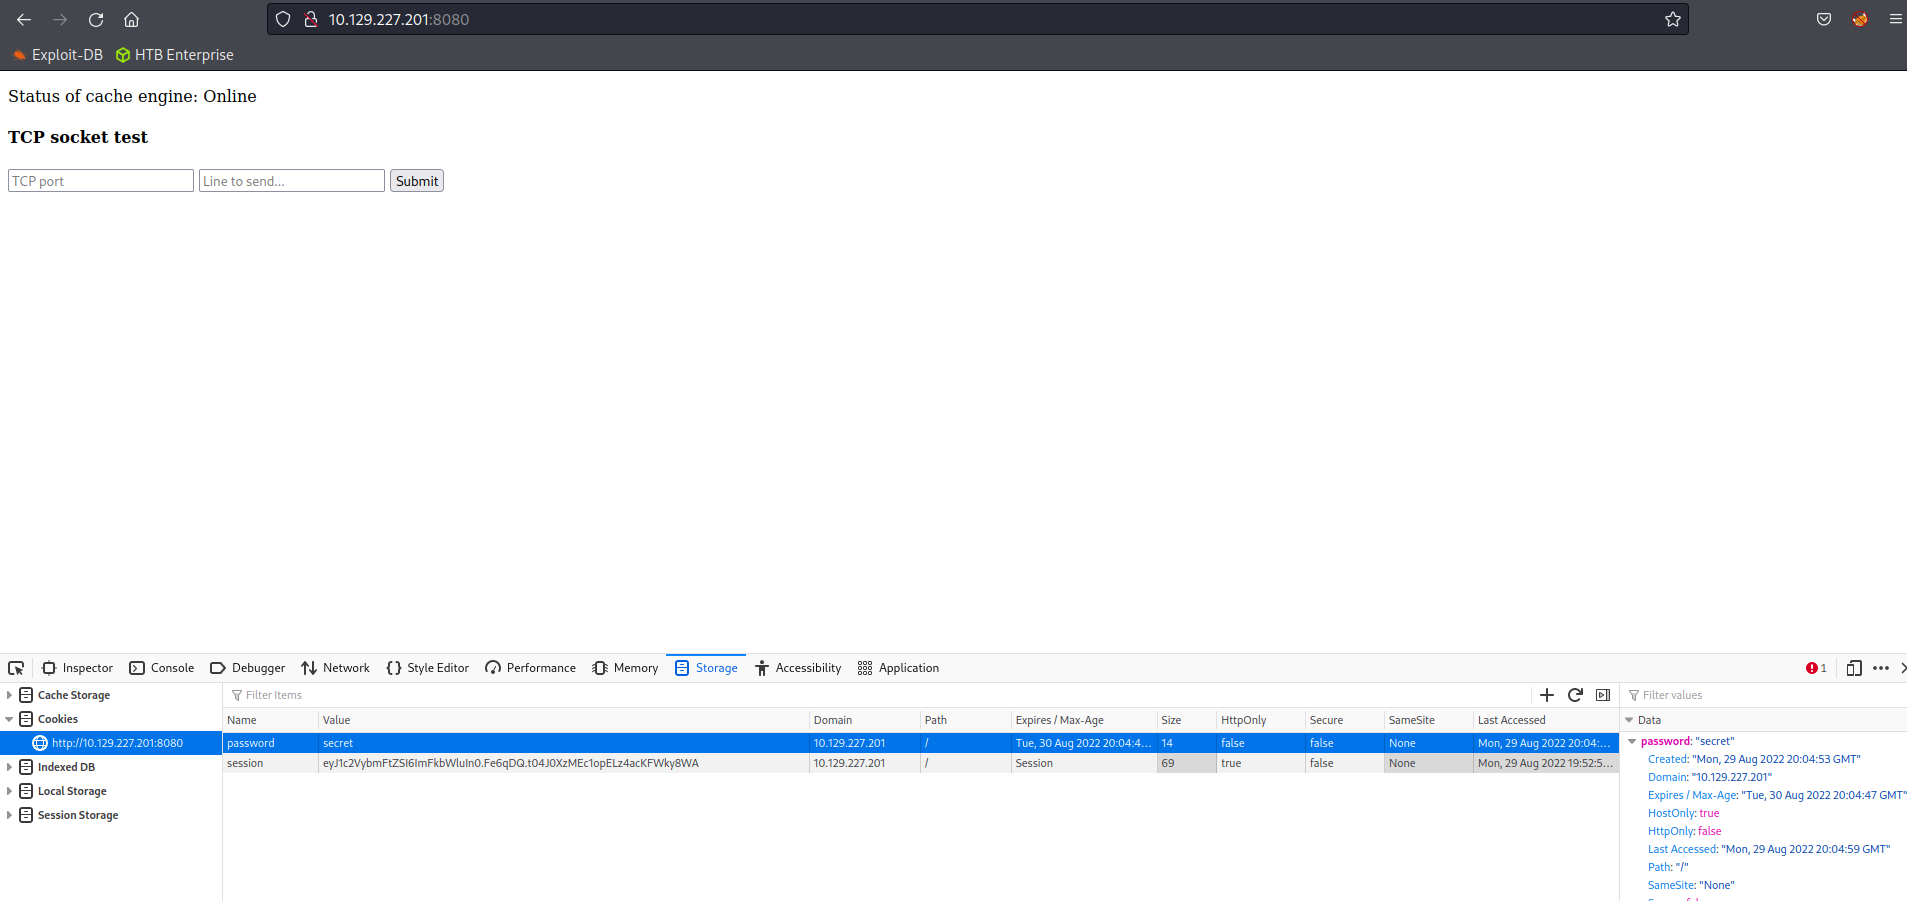 10.129.227.201:8080
Exploit-DB HTB Enterprise
Status of cache engine: Online
TCP socket test
TCP port Line to send... Submit
Inspector Console Debugger Network Style Editor Performance Memory Storage Accessibility Application 1
Cache Storage
Cookies
http://10.129.227.201:8080
Indexed DB
Local Storage
Session Storage
Filter Items
Name Value Domain Path Expires / Max-Age Size HttpOnly Secure SameSite Last Accessed
password secret 10.129.227.201 / Tue, 30 Aug 2022 20:04:4... 14 false false None Mon, 29 Aug 2022 20:04:...
session eyJ1c2VybmFtZSI6ImFkbWluIn0.Fe6qDQ.t04J0XzMEc1opELz4acKFWky8WA 10.129.227.201 / Session 69 true false None Mon, 29 Aug 2022 19:52:5...
Filter values
Data
password: "secret"
Created: "Mon, 29 Aug 2022 20:04:53 GMT"
Domain: "10.129.227.201"
Expires / Max-Age: "Tue, 30 Aug 2022 20:04:47 GMT"
HostOnly: true
HttpOnly: false
Last Accessed: "Mon, 29 Aug 2022 20:04:59 GMT"
Path: "/"
SameSite: "None"